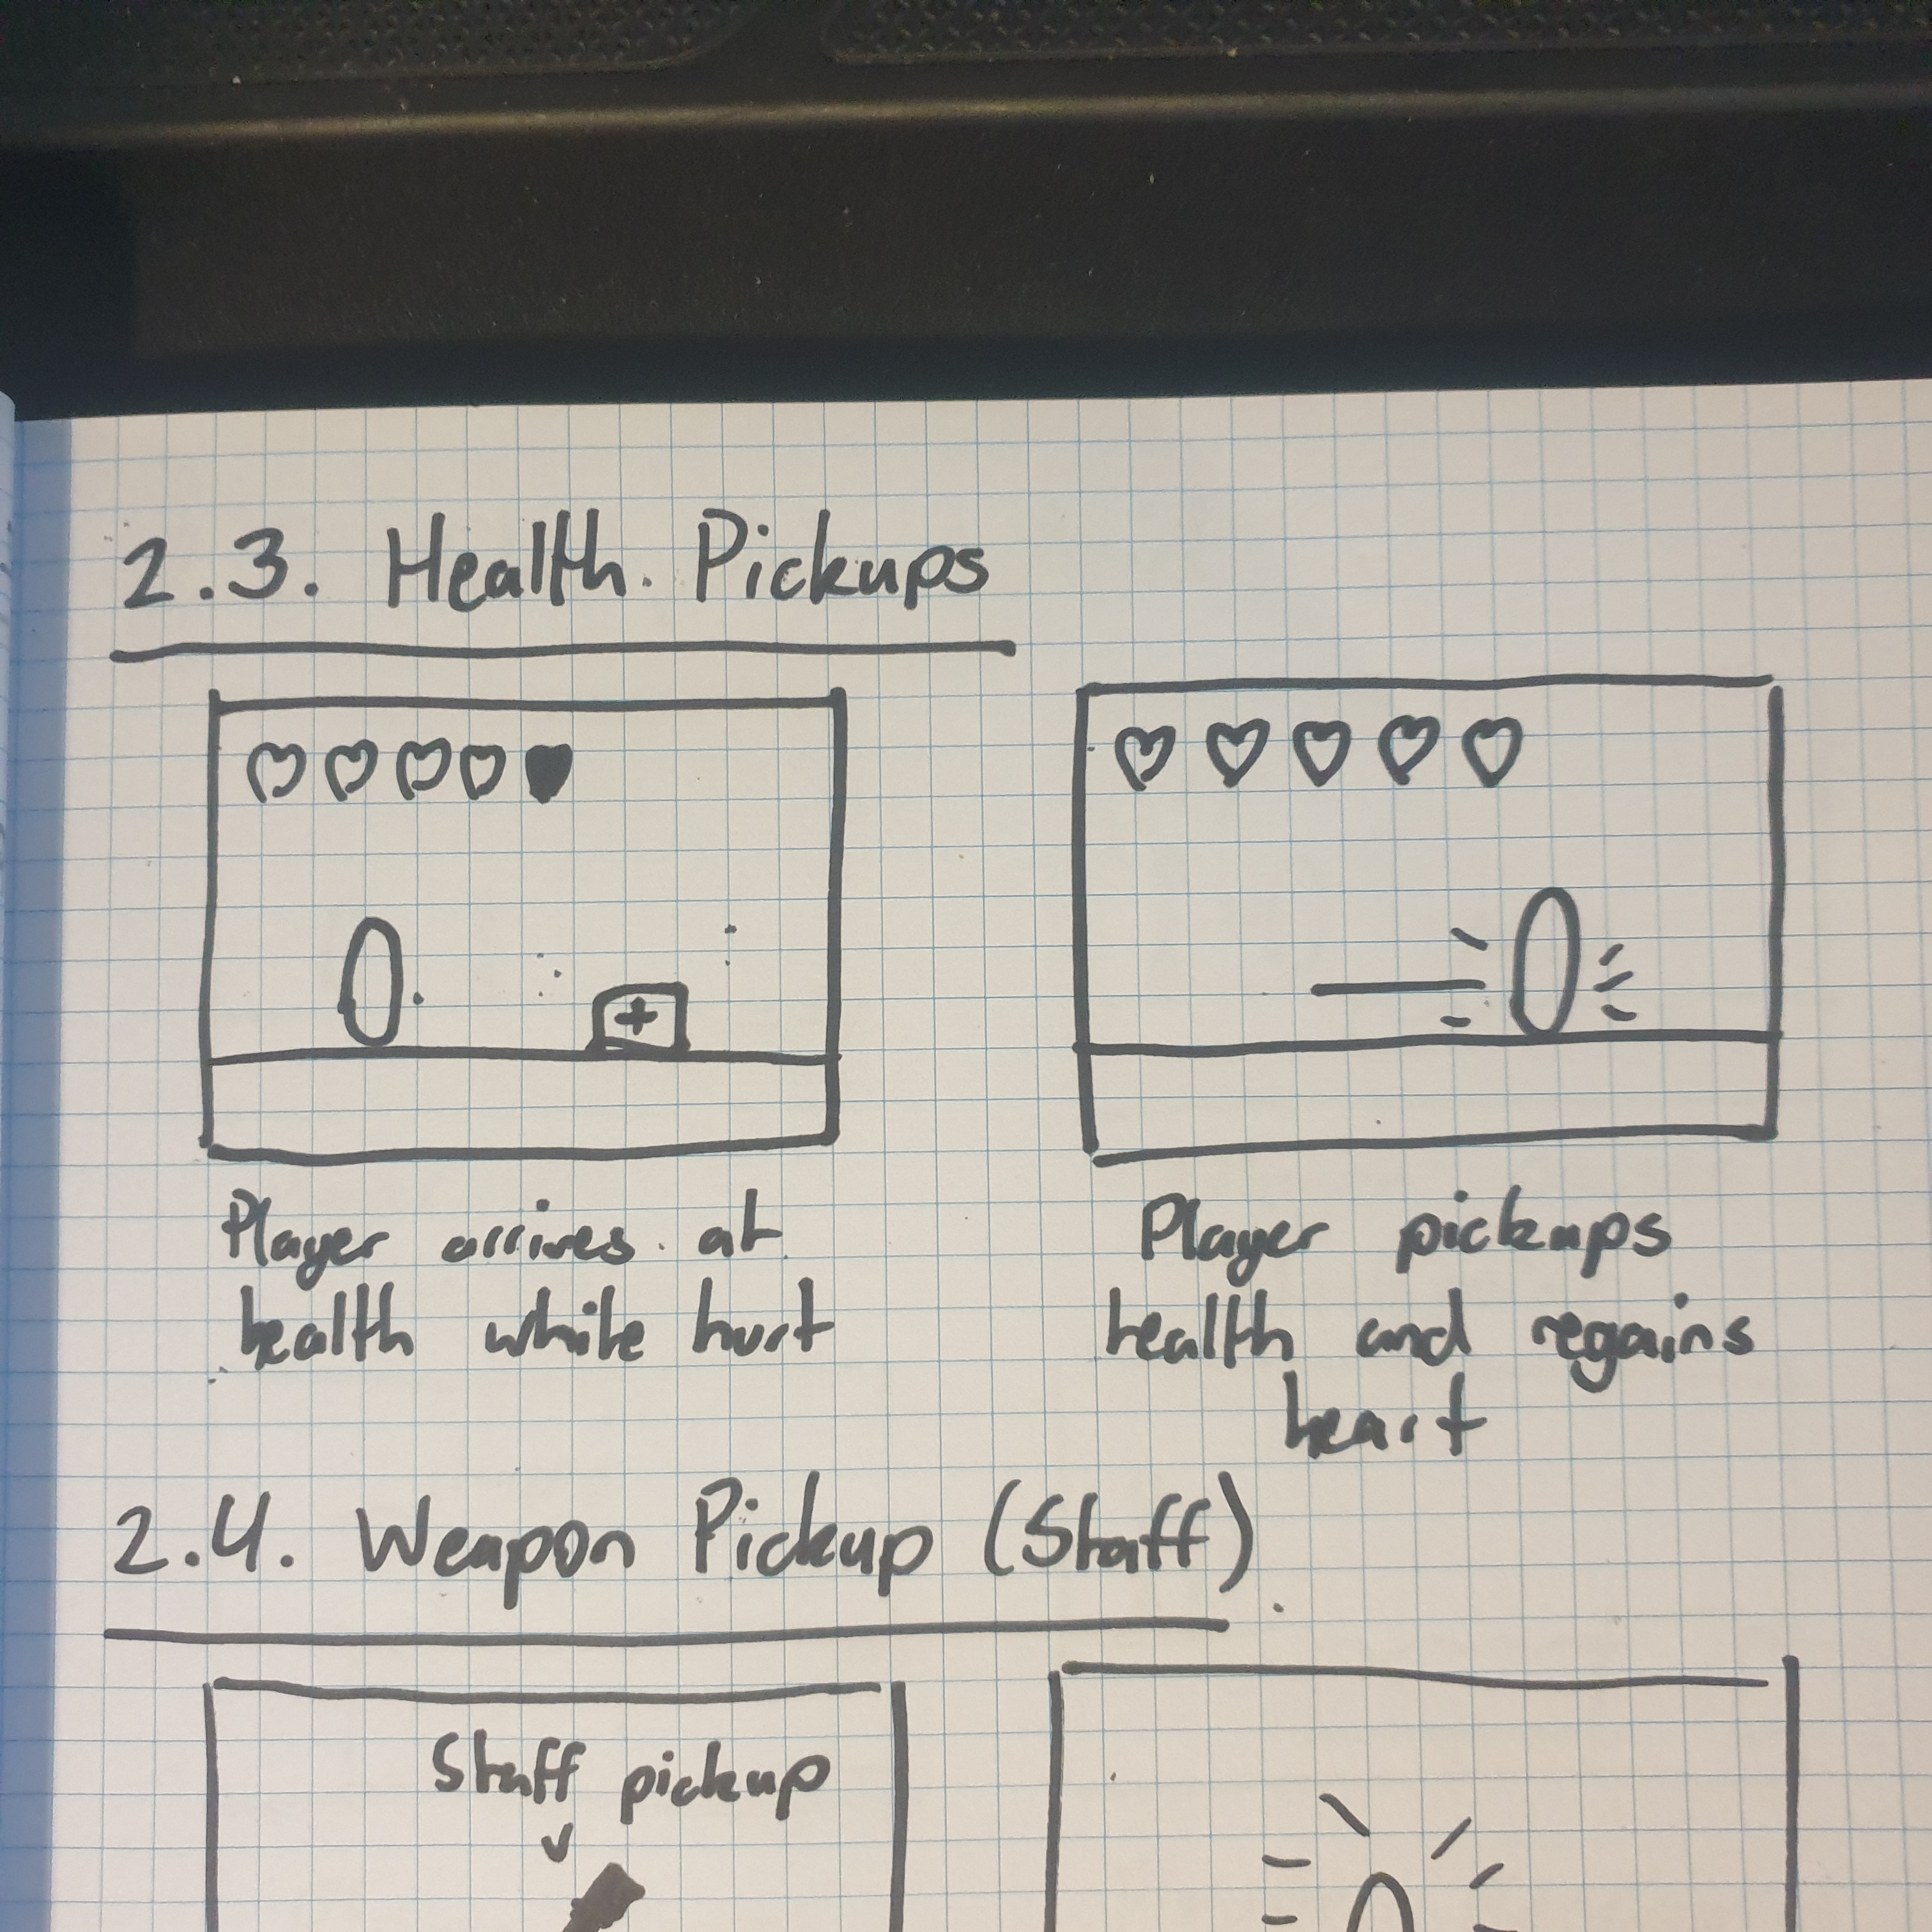 2.3. Health. Pickups
Player arrives. at
health while hurt
Player pickups
health and regains
heart
2.4. Weapon Pickup (Staff)
Staff pickup